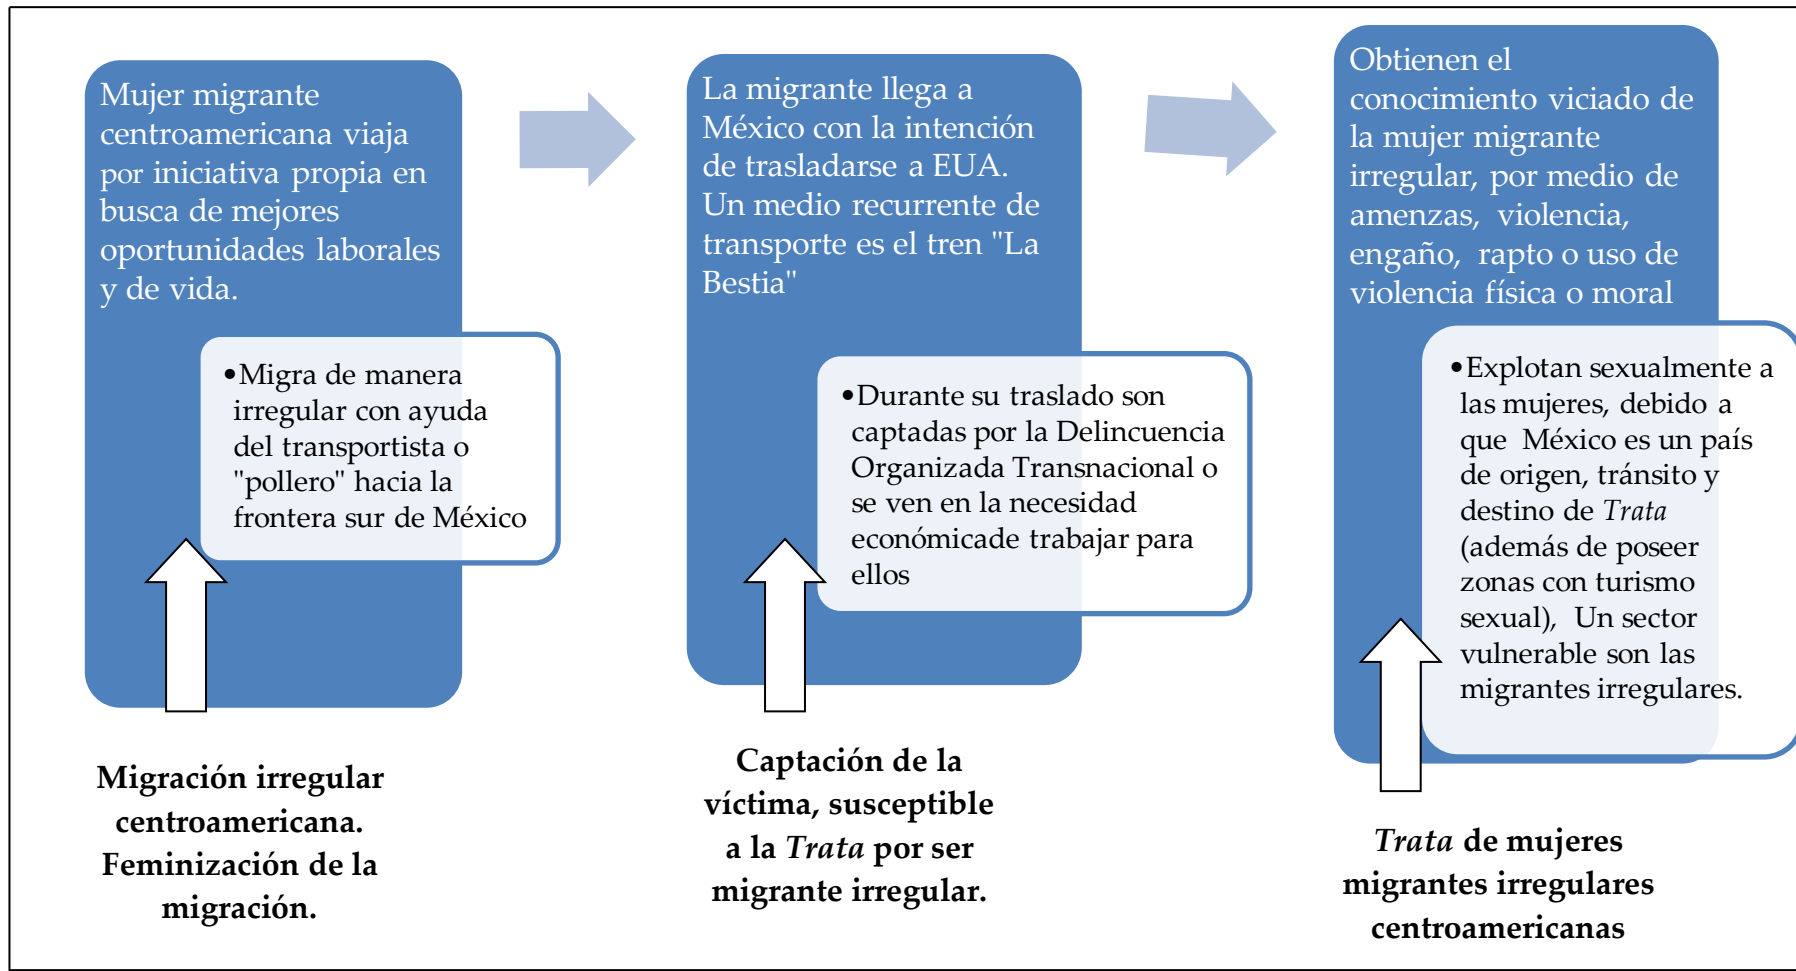 Mujer migrante
centroamericana viaja
por iniciativa propia en
busca de mejores
oportunidades laborales
y de vida.
•Migra de manera
irregular con ayuda
del transportista o
"pollero" hacia la
frontera sur de México
Migración irregular
centroamericana.
Feminización de la
migración.
La migrante llega a
México con la intención
de trasladarse a EUA.
Un medio recurrente de
transporte es el tren "La
Bestia"
•Durante su traslado son
captadas por la Delincuencia
Organizada Transnacional o
se ven en la necesidad
económicade trabajar para
ellos
Captación de la
víctima, susceptible
a la Trata por ser
migrante irregular.
Obtienen el
conocimiento viciado de
la mujer migrante
irregular, por medio de
amenzas, violencia,
engaño, rapto o uso de
violencia física o moral
•Explotan sexualmente a
las mujeres, debido a
que México es un país
de origen, tránsito y
destino de Trata
(además de poseer
zonas con turismo
sexual), Un sector
vulnerable son las
migrantes irregulares.
Trata de mujeres
migrantes irregulares
centroamericanas